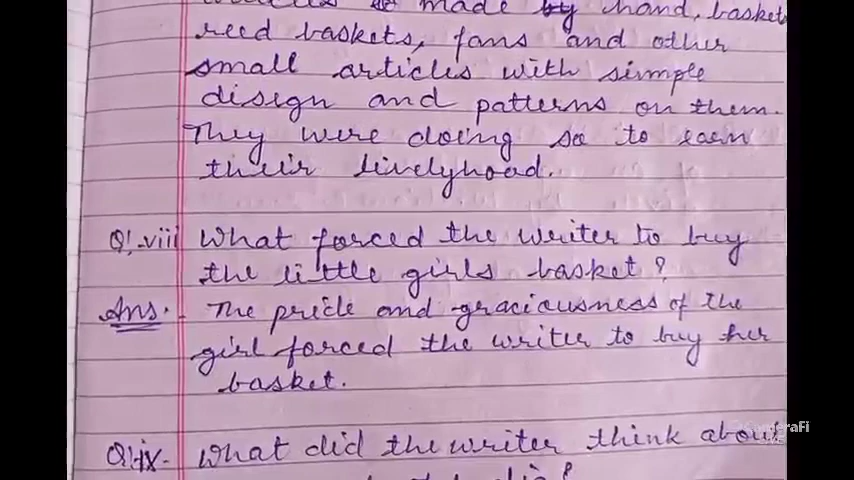 made by hand, basket
reed baskets, fans and other
small articles with simple
disign and patterns on them.
They were doing so to earn
their livelyhood.
Q'.viii What forced the writer to buy
the little girls basket?
Ans. The pride and graciousness of the
girl forced the writer to buy her
basket.
Q'.ix- What did the writer think about
CameraFi